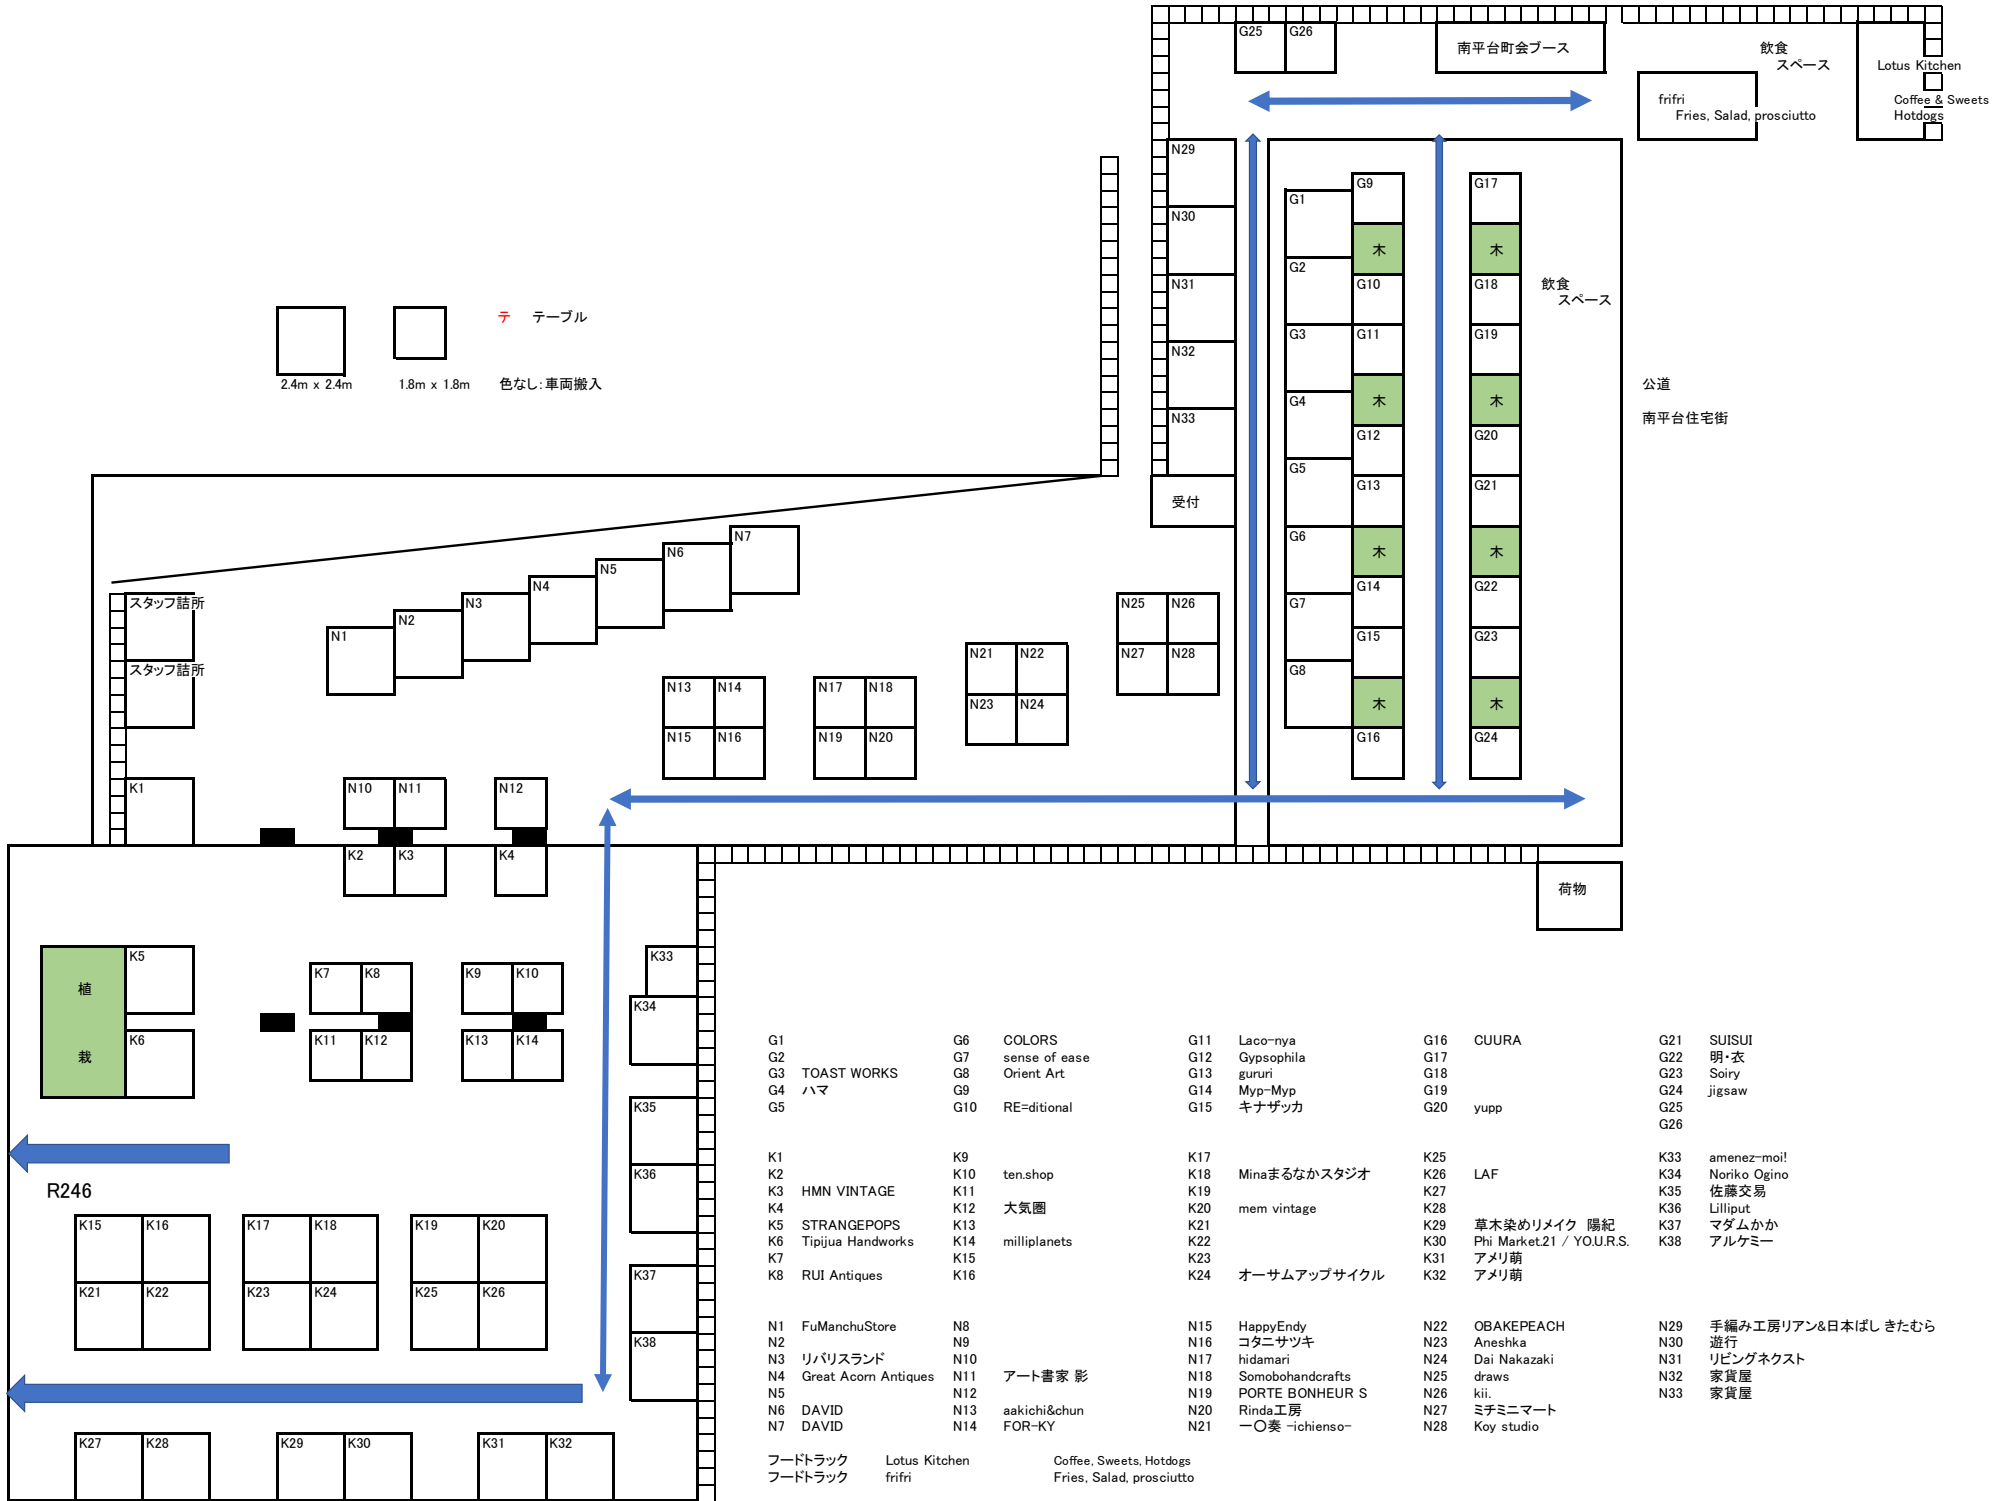 G25 G26 南平台町会ブース 飲食
スペース Lotus Kitchen
frifri Coffee & Sweets
Fries, Salad, prosciutto Hotdogs
N29
N30
N31
N32
N33
受付
G1
G2
G3
G4
G5
G6
G7
G8
G9
木
G10
G11
木
G12
G13
木
G14
G15
木
G16
G17
木
G18
G19
木
G20
G21
木
G22
G23
木
G24
飲食
スペース
公道
南平台住宅街
テ テーブル
2.4m x 2.4m 1.8m x 1.8m 色なし：車両搬入
スタッフ詰所
スタッフ詰所
N1 N2 N3 N4 N5 N6 N7
N13 N14
N15 N16
N17 N18
N19 N20
N21 N22
N23 N24
N25 N26
N27 N28
K1 N10 N11 N12
K2 K3 K4
荷物
植
栽
K5
K6
K7 K8 K9 K10
K11 K12 K13 K14
K33
K34
K35
K36
K37
K38
R246
K15 K16 K17 K18 K19 K20
K21 K22 K23 K24 K25 K26
K27 K28 K29 K30 K31 K32
G1 G6 COLORS G11 Laco-nya G16 CUURA G21 SUISUI
G2 G7 sense of ease G12 Gypsophila G17 G22 明・衣
G3 TOAST WORKS G8 Orient Art G13 gururi G18 G23 Soiry
G4 ハマ G9 G14 Myp-Myp G19 G24 jigsaw
G5 G10 RE=ditional G15 キナザッカ G20 yupp G25
G26
K1 K9 K17 K25 K33 amenez-moi!
K2 K10 ten.shop K18 Minaまるなかスタジオ K26 LAF K34 Noriko Ogino
K3 HMN VINTAGE K11 K19 K27 K35 佐藤交易
K4 K12 大気圏 K20 mem vintage K28 K36 Lilliput
K5 STRANGEPOPS K13 K21 K29 草木染めリメイク 陽紀 K37 マダムかか
K6 Tipijua Handworks K14 milliplanets K22 K30 Phi Market.21 / YO.U.R.S. K38 アルケミー
K7 K15 K23 K31 アメリ萌
K8 RUI Antiques K16 K24 オーサムアップサイクル K32 アメリ萌
N1 FuManchuStore N8 N15 HappyEndy N22 OBAKEPEACH N29 手編み工房リアン&日本ばし きたむら
N2 N9 N16 コタニサツキ N23 Aneshka N30 遊行
N3 リバリスランド N10 N17 hidamari N24 Dai Nakazaki N31 リビングネクスト
N4 Great Acorn Antiques N11 アート書家 影 N18 Somobohandcrafts N25 draws N32 家貨屋
N5 N12 N19 PORTE BONHEUR S N26 kii. N33 家貨屋
N6 DAVID N13 aakichi&chun N20 Rinda工房 N27 ミチミニマート
N7 DAVID N14 FOR-KY N21 一〇奏 -ichienso- N28 Koy studio
フードトラック Lotus Kitchen Coffee, Sweets, Hotdogs
フードトラック frifri Fries, Salad, prosciutto